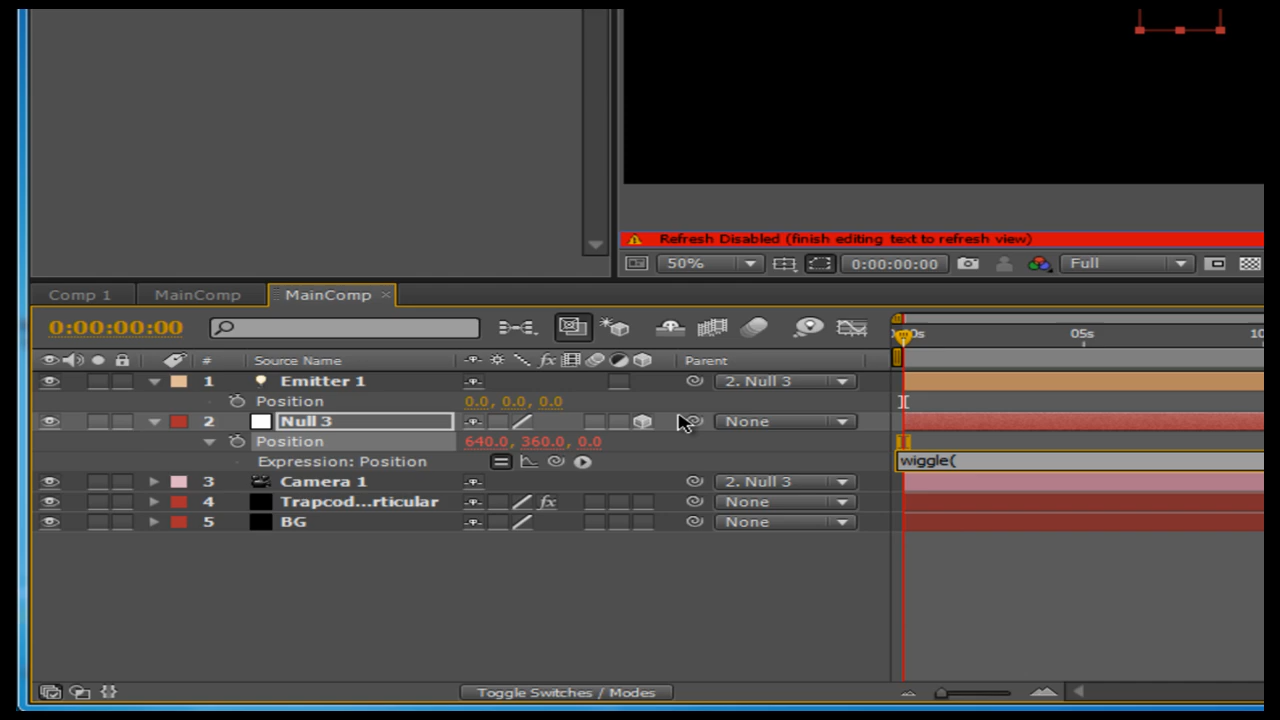 Refresh Disabled (finish editing text to refresh view)
50% 0:00:00:00 Full
Comp 1 MainComp MainComp ×
0:00:00:00
05s
# Source Name fx Parent
1 Emitter 1 2. Null 3
Position 0.0, 0.0, 0.0
2 Null 3 None
Position 640.0, 360.0, 0.0
Expression: Position wiggle(
3 Camera 1 2. Null 3
4 Trapcod...rticular fx None
5 BG None
Toggle Switches / Modes